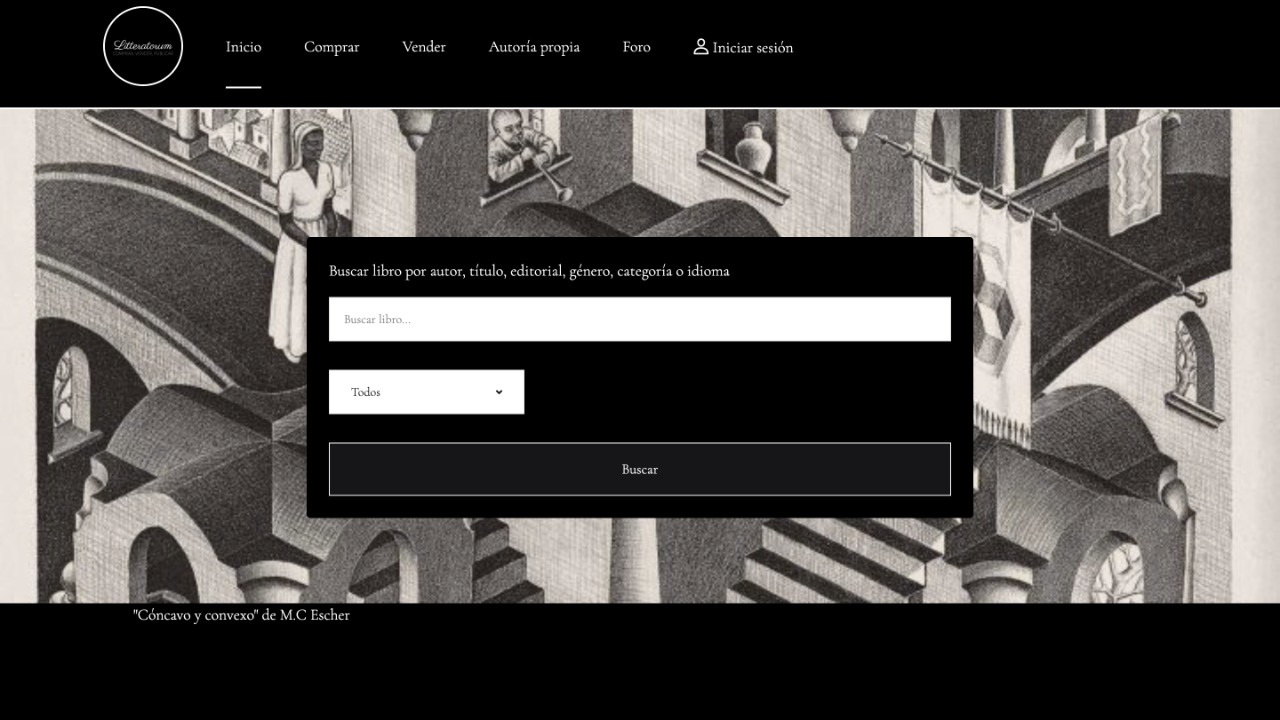 Litteratorum
Inicio
Comprar
Vender
Autoría propia
Foro
Iniciar sesión
Buscar libro por autor, título, editorial, género, categoría o idioma
Buscar libro...
Todos
Buscar
"Cóncavo y convexo" de M.C Escher